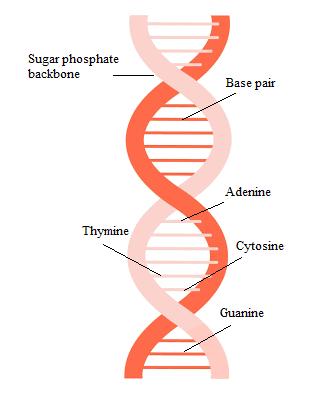 Sugar phosphate
backbone
Base pair
Adenine
Thymine
Cytosine
Guanine